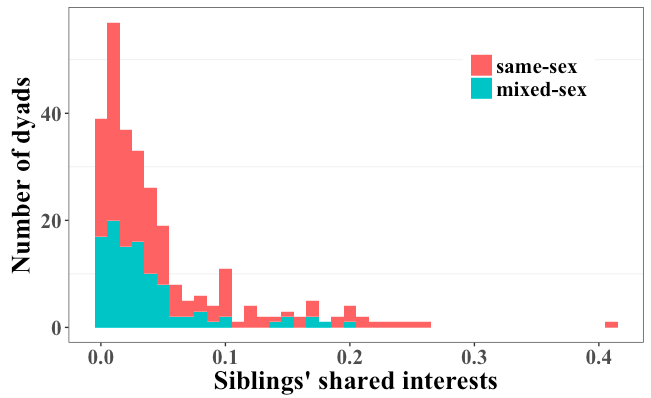 Number of dyads
40
20
0
same-sex
mixed-sex
0.0 0.1 0.2 0.3 0.4
Siblings' shared interests